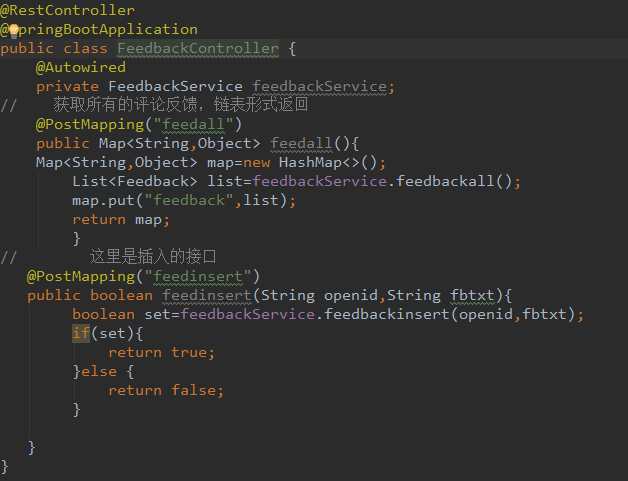 @RestController
@SpringBootApplication
public class FeedbackController {
@Autowired
private FeedbackService feedbackService;
// 获取所有的评论反馈，链表形式返回
@PostMapping("feedall")
public Map<String,Object> feedall(){
Map<String,Object> map=new HashMap<>();
List<Feedback> list=feedbackService.feedbackall();
map.put("feedback",list);
return map;
}
// 这里是插入的接口
@PostMapping("feedinsert")
public boolean feedinsert(String openid,String fbtxt){
boolean set=feedbackService.feedbackinsert(openid,fbtxt);
if(set){
return true;
}else {
return false;
}
}
}